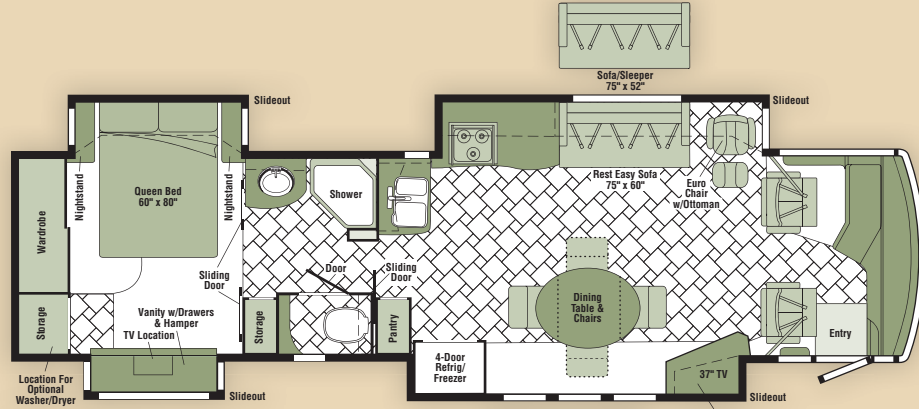 Sofa/Sleeper
75" x 52"
Slideout
Slideout
Nightstand
Queen Bed
60" x 80"
Nightstand
Shower
Rest Easy Sofa
75" x 60"
Euro
Chair
w/Ottoman
Wardrobe
Sliding
Door
Door
Sliding
Door
Storage
Vanity w/Drawers
& Hamper
TV Location
Storage
Pantry
Dining
Table &
Chairs
Entry
4-Door
Refrig/
Freezer
37" TV
Location For
Optional
Washer/Dryer
Slideout
Slideout